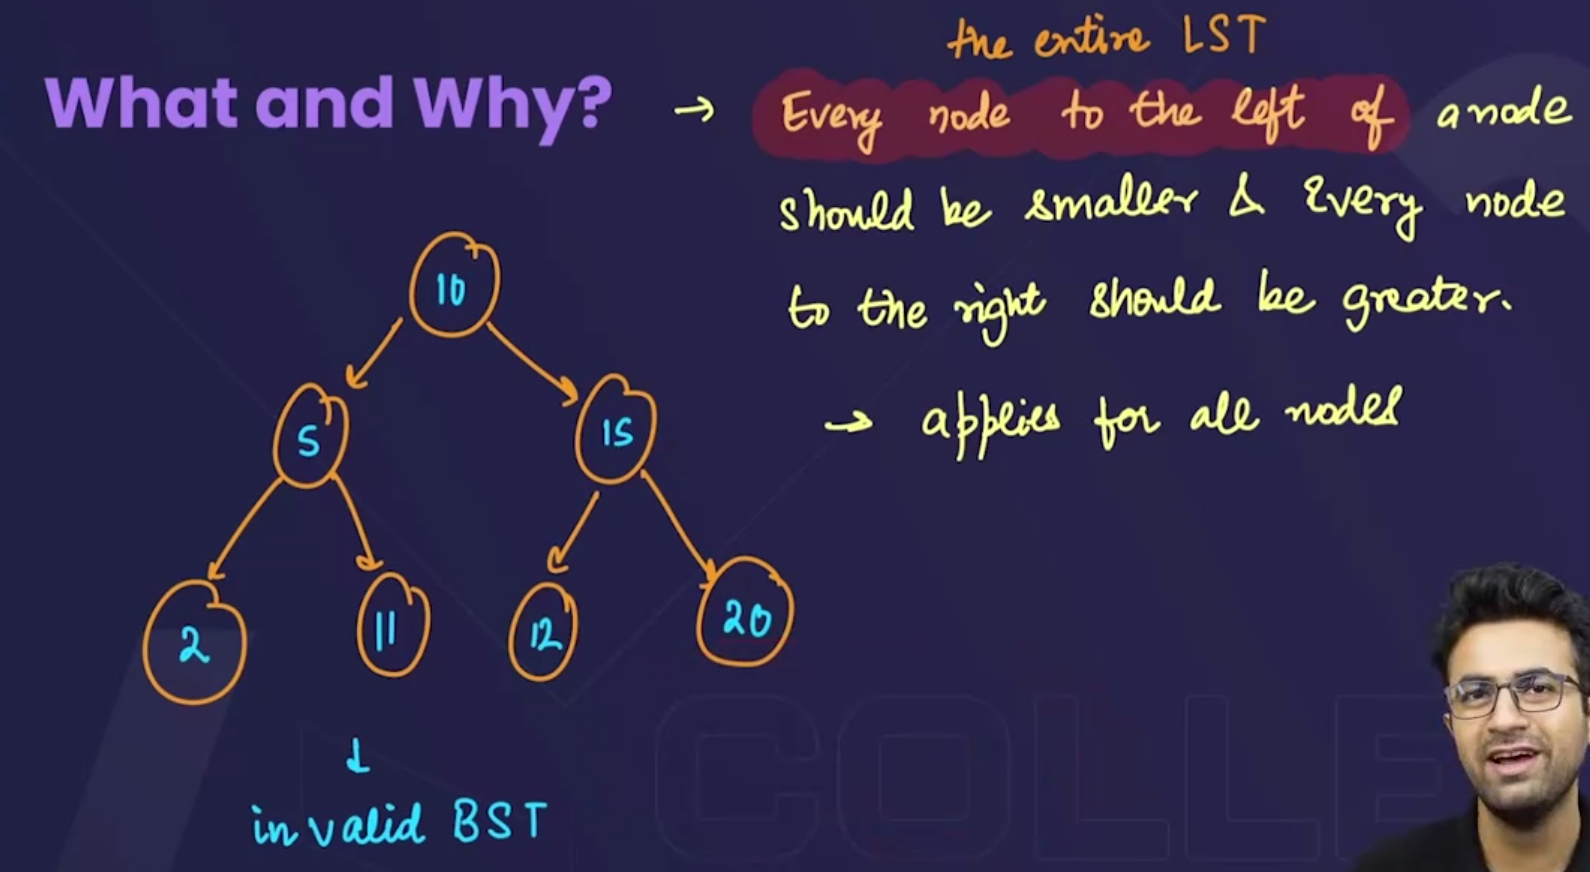 the entire LST
What and Why? → Every node to the left of a node
should be smaller & Every node
to the right should be greater.
→ applies for all nodes
10
5
15
2
11
12
20
↓
invalid BST
COLLE